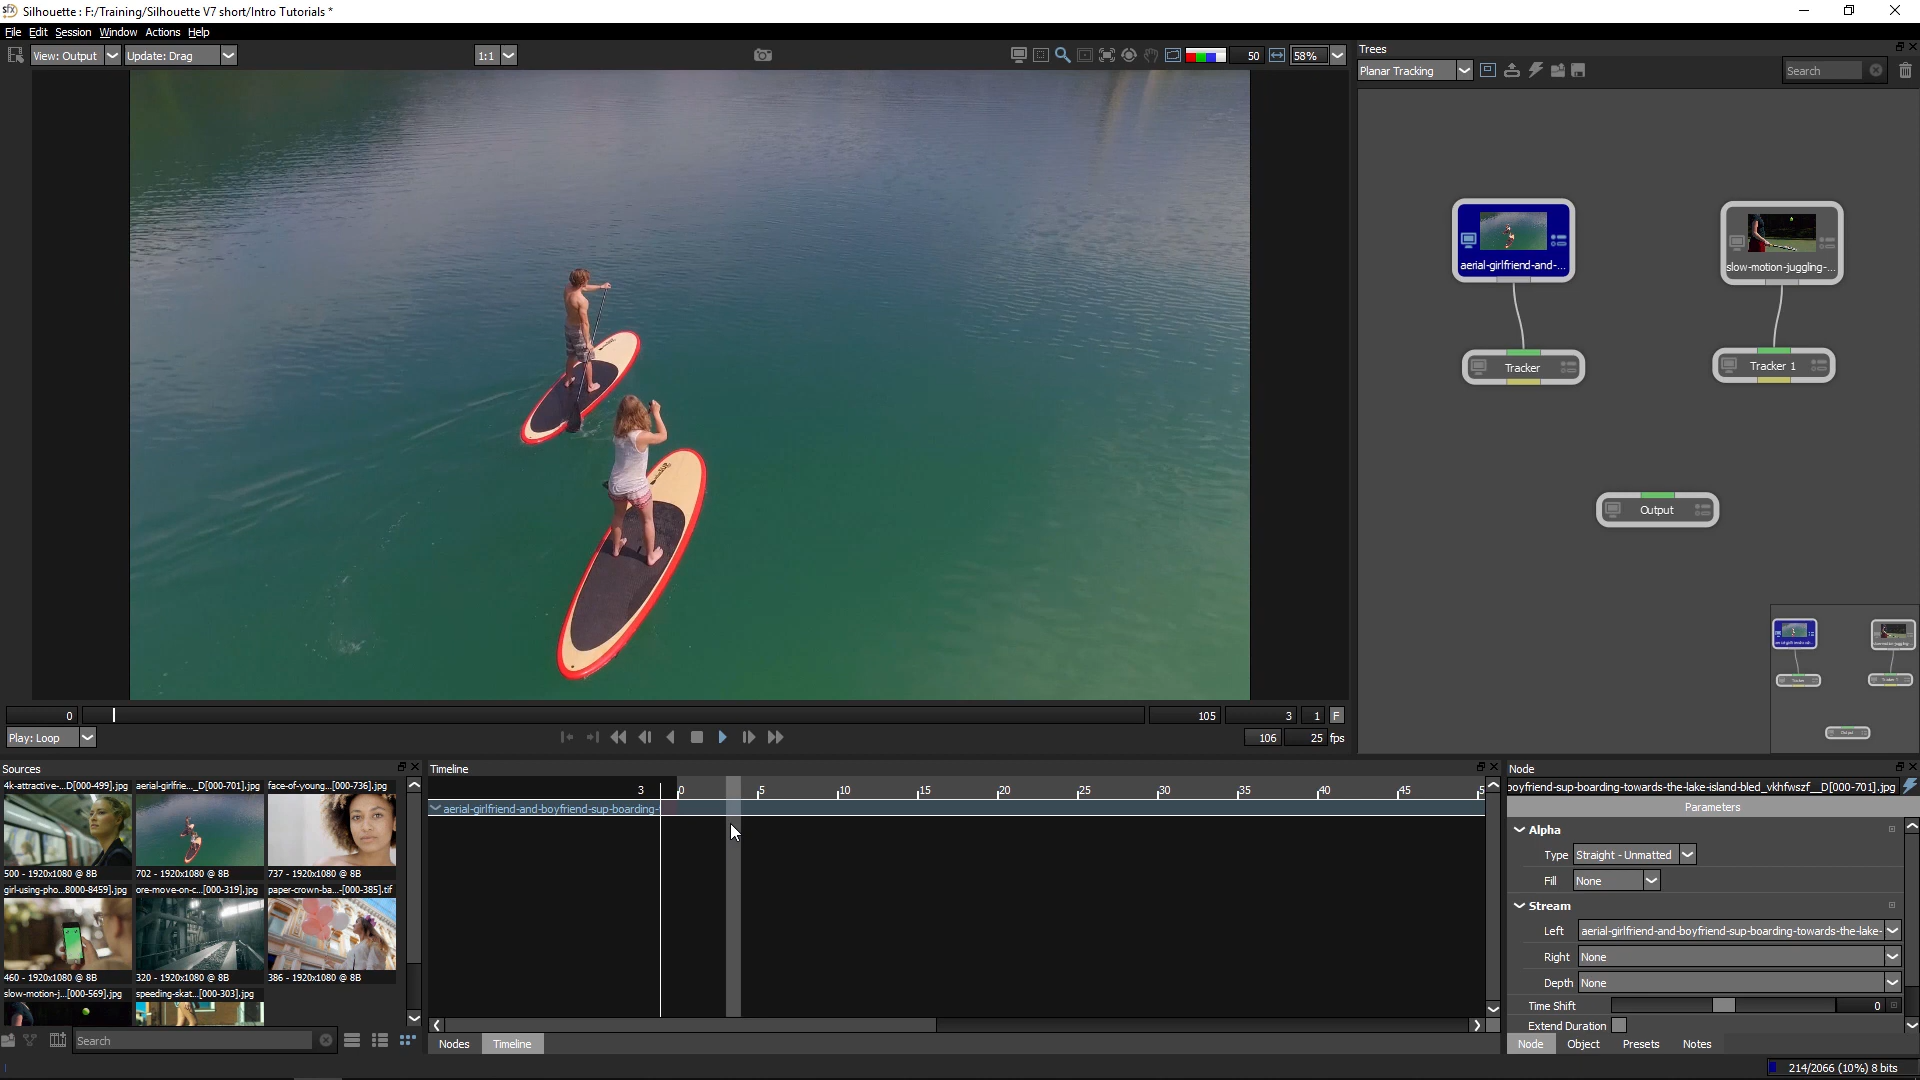 Silhouette : F:/Training/Silhouette V7 short/Intro Tutorials *
File Edit Session Window Actions Help
View: Output Update: Drag 1:1 50 58%
Trees
Planar Tracking Search
aerial-girlfriend-and-...
slow-motion-juggling-...
Tracker
Tracker 1
Output
0 105 3 1 F
Play: Loop 106 25 fps
Sources
4k-attractive-...D[000-499].jpg aerial-girlfrie..._D[000-701].jpg face-of-young...[000-736].jpg
500 - 1920x1080 @ 8B 702 - 1920x1080 @ 8B 737 - 1920x1080 @ 8B
girl-using-pho...8000-8459].jpg ore-move-on-c...[000-319].jpg paper-crown-ba...-[000-385].tif
460 - 1920x1080 @ 8B 320 - 1920x1080 @ 8B 386 - 1920x1080 @ 8B
slow-motion-j...[000-569].jpg speeding-skat...[000-303].jpg
Search
Timeline
3 0 5 10 15 20 25 30 35 40 45 5
aerial-girlfriend-and-boyfriend-sup-boarding-
Nodes Timeline
Node
boyfriend-sup-boarding-towards-the-lake-island-bled_vkhfwszf__D[000-701].jpg
Parameters
Alpha
Type Straight - Unmatted
Fill None
Stream
Left aerial-girlfriend-and-boyfriend-sup-boarding-towards-the-lake-
Right None
Depth None
Time Shift 0
Extend Duration
Node Object Presets Notes
214/2066 (10%) 8 bits